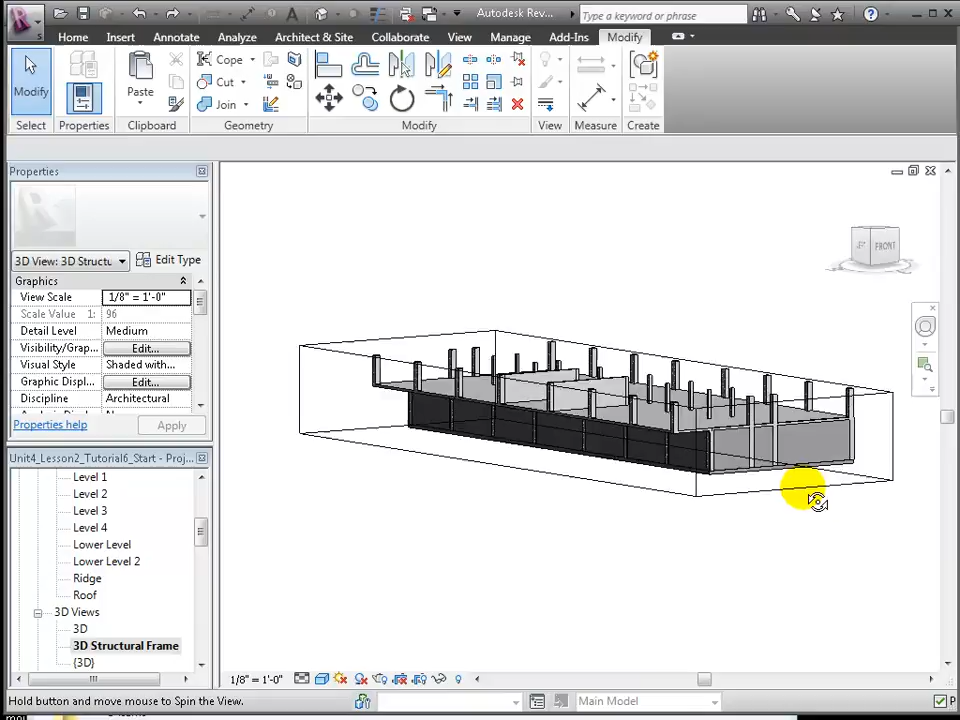 Autodesk Rev...
Type a keyword or phrase
Home Insert Annotate Analyze Architect & Site Collaborate View Manage Add-Ins Modify
Modify
Paste
Cope
Cut
Join
Select Properties Clipboard Geometry Modify View Measure Create
Properties
3D View: 3D Structu
Edit Type
Graphics
View Scale 1/8" = 1'-0"
Scale Value 1: 96
Detail Level Medium
Visibility/Grap... Edit...
Visual Style Shaded with...
Graphic Displ... Edit...
Discipline Architectural
Properties help Apply
Unit4_Lesson2_Tutorial6_Start - Proj...
Level 1
Level 2
Level 3
Level 4
Lower Level
Lower Level 2
Ridge
Roof
3D Views
3D
3D Structural Frame
{3D}
FRONT
1/8" = 1'-0"
Hold button and move mouse to Spin the View.
Main Model